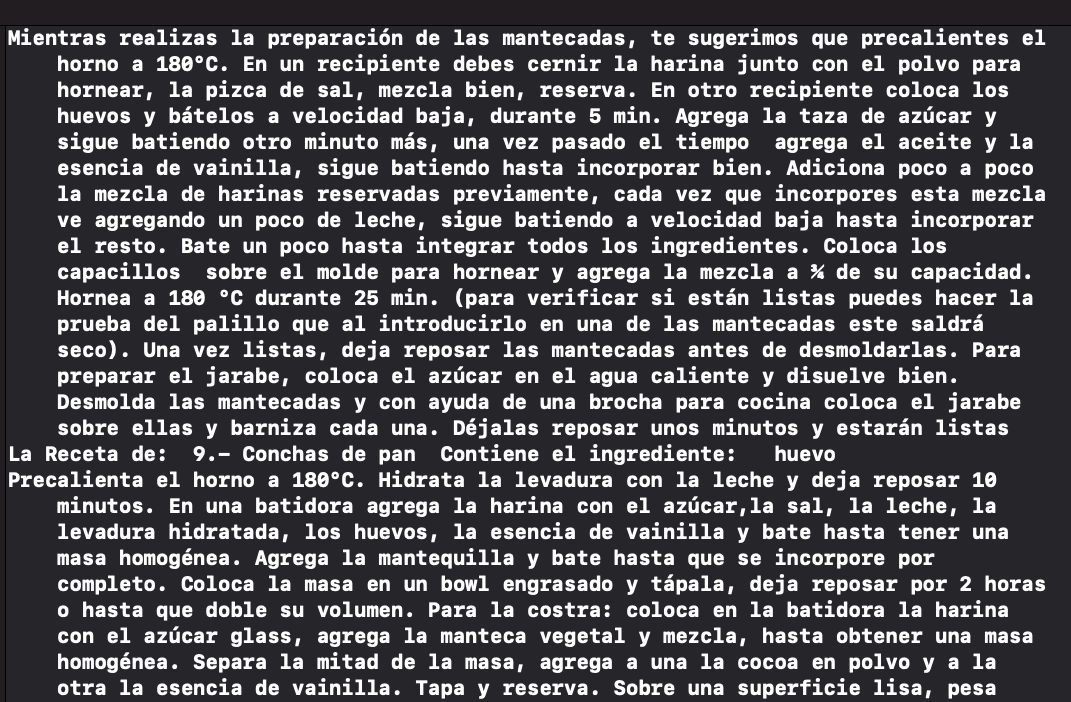 Mientras realizas la preparación de las mantecadas, te sugerimos que precalientes el
horno a 180°C. En un recipiente debes cernir la harina junto con el polvo para
hornear, la pizca de sal, mezcla bien, reserva. En otro recipiente coloca los
huevos y bátelos a velocidad baja, durante 5 min. Agrega la taza de azúcar y
sigue batiendo otro minuto más, una vez pasado el tiempo  agrega el aceite y la
esencia de vainilla, sigue batiendo hasta incorporar bien. Adiciona poco a poco
la mezcla de harinas reservadas previamente, cada vez que incorpores esta mezcla
ve agregando un poco de leche, sigue batiendo a velocidad baja hasta incorporar
el resto. Bate un poco hasta integrar todos los ingredientes. Coloca los
capacillos  sobre el molde para hornear y agrega la mezcla a ¾ de su capacidad.
Hornea a 180 °C durante 25 min. (para verificar si están listas puedes hacer la
prueba del palillo que al introducirlo en una de las mantecadas este saldrá
seco). Una vez listas, deja reposar las mantecadas antes de desmoldarlas. Para
preparar el jarabe, coloca el azúcar en el agua caliente y disuelve bien.
Desmolda las mantecadas y con ayuda de una brocha para cocina coloca el jarabe
sobre ellas y barniza cada una. Déjalas reposar unos minutos y estarán listas
La Receta de:  9.- Conchas de pan  Contiene el ingrediente:   huevo
Precalienta el horno a 180°C. Hidrata la levadura con la leche y deja reposar 10
minutos. En una batidora agrega la harina con el azúcar,la sal, la leche, la
levadura hidratada, los huevos, la esencia de vainilla y bate hasta tener una
masa homogénea. Agrega la mantequilla y bate hasta que se incorpore por
completo. Coloca la masa en un bowl engrasado y tápala, deja reposar por 2 horas
o hasta que doble su volumen. Para la costra: coloca en la batidora la harina
con el azúcar glass, agrega la manteca vegetal y mezcla, hasta obtener una masa
homogénea. Separa la mitad de la masa, agrega a una la cocoa en polvo y a la
otra la esencia de vainilla. Tapa y reserva. Sobre una superficie lisa, pesa